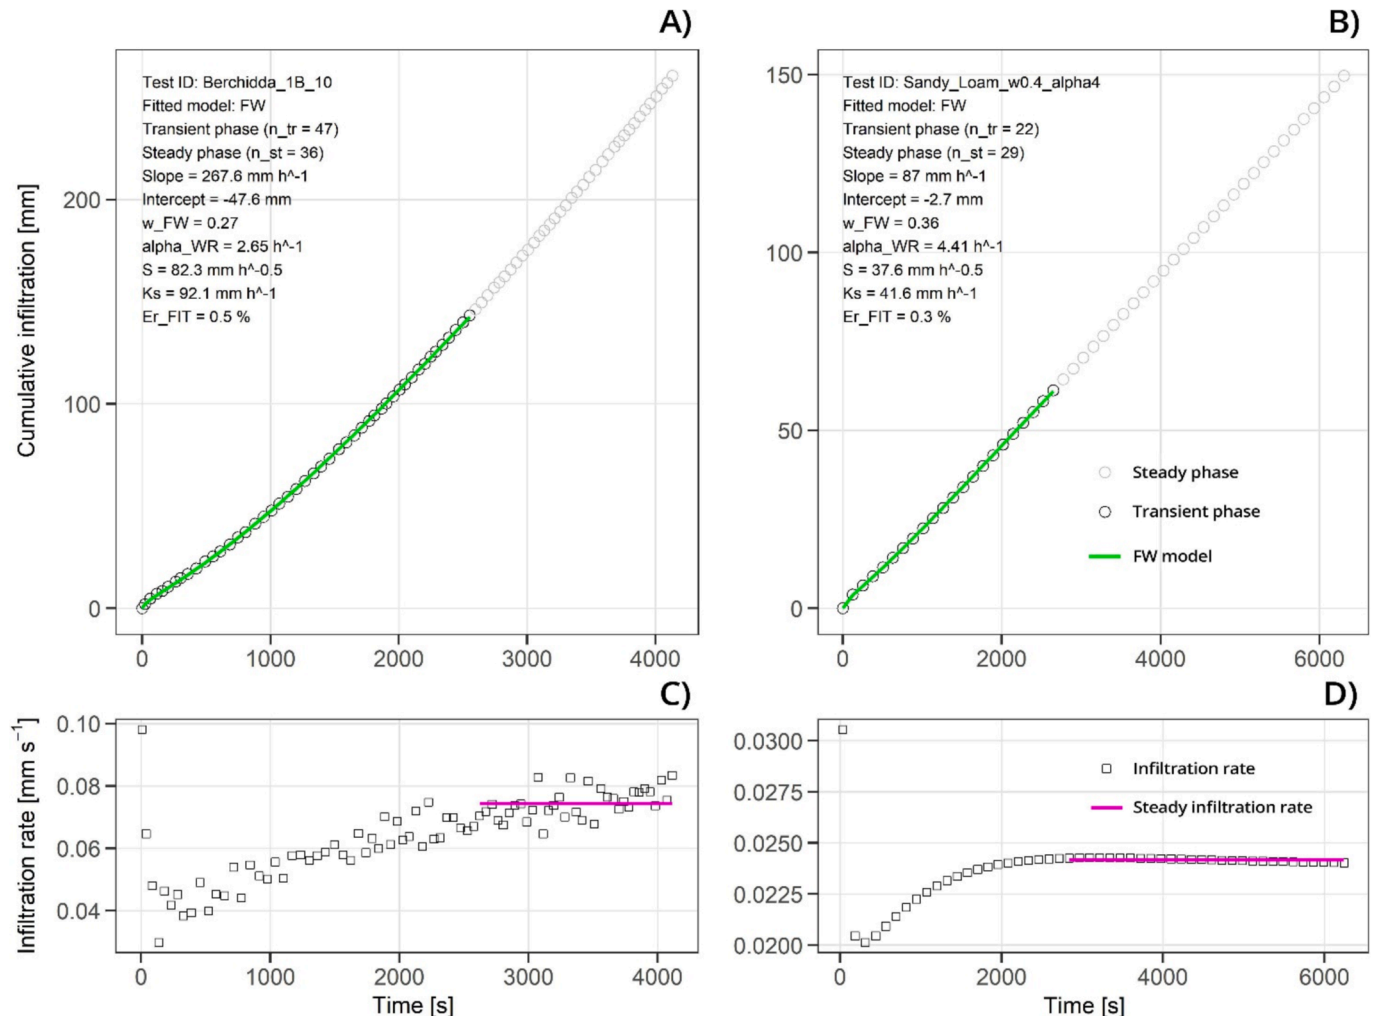 A)
Test ID: Berchidda_1B_10
Fitted model: FW
Transient phase (n_tr = 47)
Steady phase (n_st = 36)
Slope = 267.6 mm h^-1
Intercept = -47.6 mm
w_FW = 0.27
alpha_WR = 2.65 h^-1
S = 82.3 mm h^-0.5
Ks = 92.1 mm h^-1
Er_FIT = 0.5 %
Cumulative infiltration [mm]
200
100
0
0 1000 2000 3000 4000
B)
Test ID: Sandy_Loam_w0.4_alpha4
Fitted model: FW
Transient phase (n_tr = 22)
Steady phase (n_st = 29)
Slope = 87 mm h^-1
Intercept = -2.7 mm
w_FW = 0.36
alpha_WR = 4.41 h^-1
S = 37.6 mm h^-0.5
Ks = 41.6 mm h^-1
Er_FIT = 0.3 %
150
100
50
0
Steady phase
Transient phase
FW model
0 2000 4000 6000
C)
Infiltration rate [mm s⁻¹]
0.10
0.08
0.06
0.04
0 1000 2000 3000 4000
Time [s]
D)
0.0300
0.0275
0.0250
0.0225
0.0200
Infiltration rate
Steady infiltration rate
0 2000 4000 6000
Time [s]